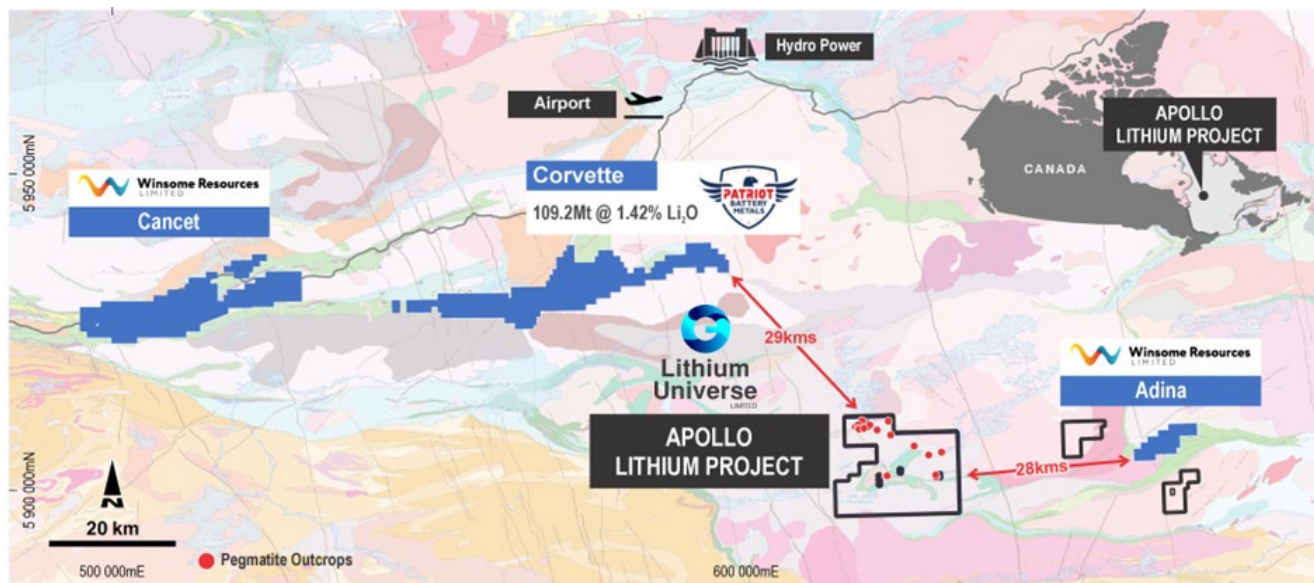 Hydro Power
Airport
APOLLO
LITHIUM PROJECT
CANADA
5 950 000mN
Winsome Resources
LIMITED
Cancet
Corvette
109.2Mt @ 1.42% Li₂O
PATRIOT
BATTERY
METALS
29kms
Lithium
Universe
LIMITED
Winsome Resources
LIMITED
Adina
APOLLO
LITHIUM PROJECT
28kms
5 900 000mN
N
20 km
Pegmatite Outcrops
500 000mE
600 000mE